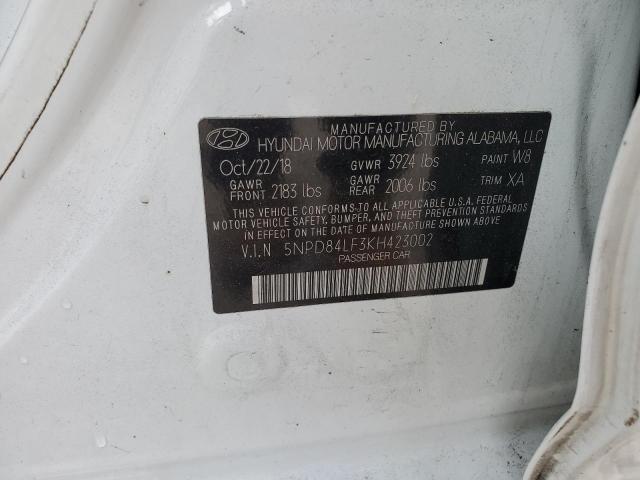 MANUFACTURED BY
HYUNDAI MOTOR MANUFACTURING ALABAMA, LLC
Oct/22/18 GVWR 3924 lbs PAINT W8
GAWR FRONT 2183 lbs GAWR REAR 2006 lbs TRIM XA
THIS VEHICLE CONFORMS TO ALL APPLICABLE U.S.A. FEDERAL
MOTOR VEHICLE SAFETY, BUMPER, AND THEFT PREVENTION
STANDARDS IN EFFECT ON THE DATE OF MANUFACTURE SHOWN ABOVE
V.I.N 5NPD84LF3KH423002
PASSENGER CAR